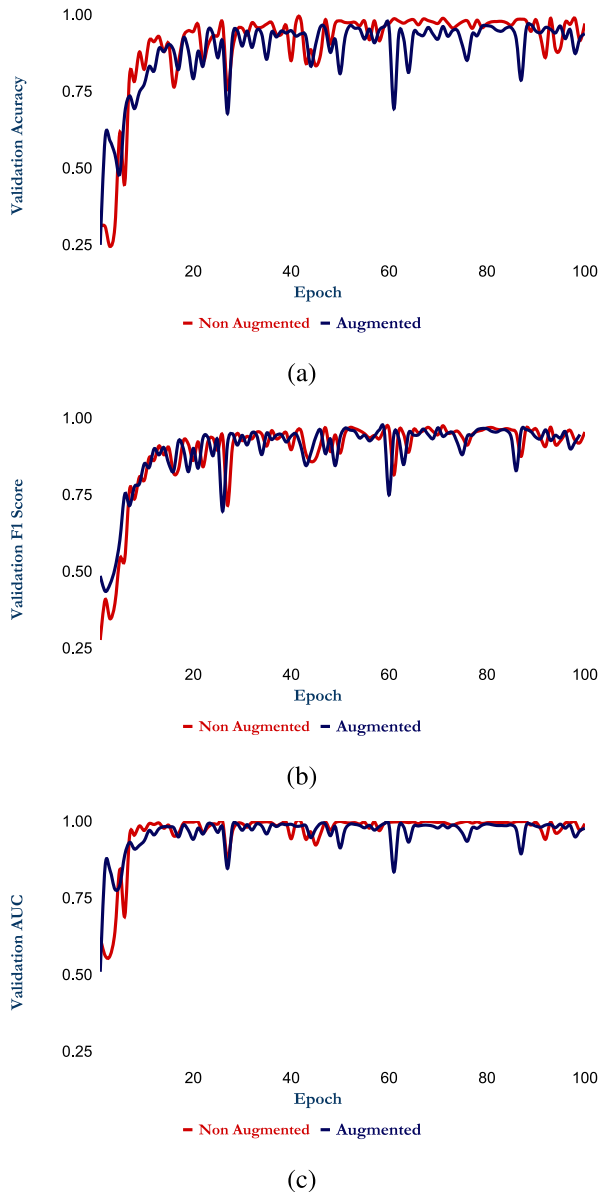 1.00
0.75
0.50
0.25
Validation Acuracy
20 40 60 80 100
Epoch
Non Augmented Augmented
(a)
1.00
0.75
0.50
0.25
Validation F1 Score
20 40 60 80 100
Epoch
Non Augmented Augmented
(b)
1.00
0.75
0.50
0.25
Validation AUC
20 40 60 80 100
Epoch
Non Augmented Augmented
(c)